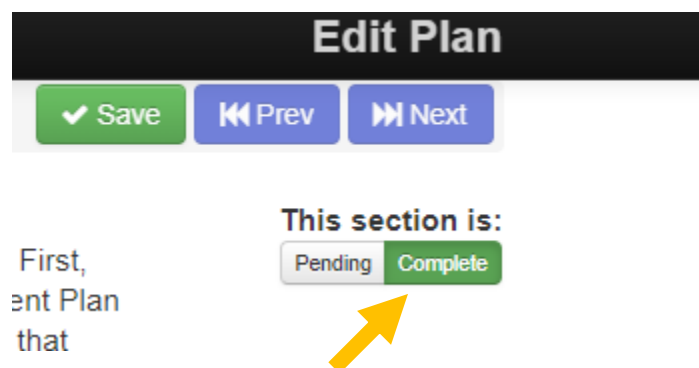 Edit Plan
Save Prev Next
This section is:
Pending Complete
First,
ent Plan
that